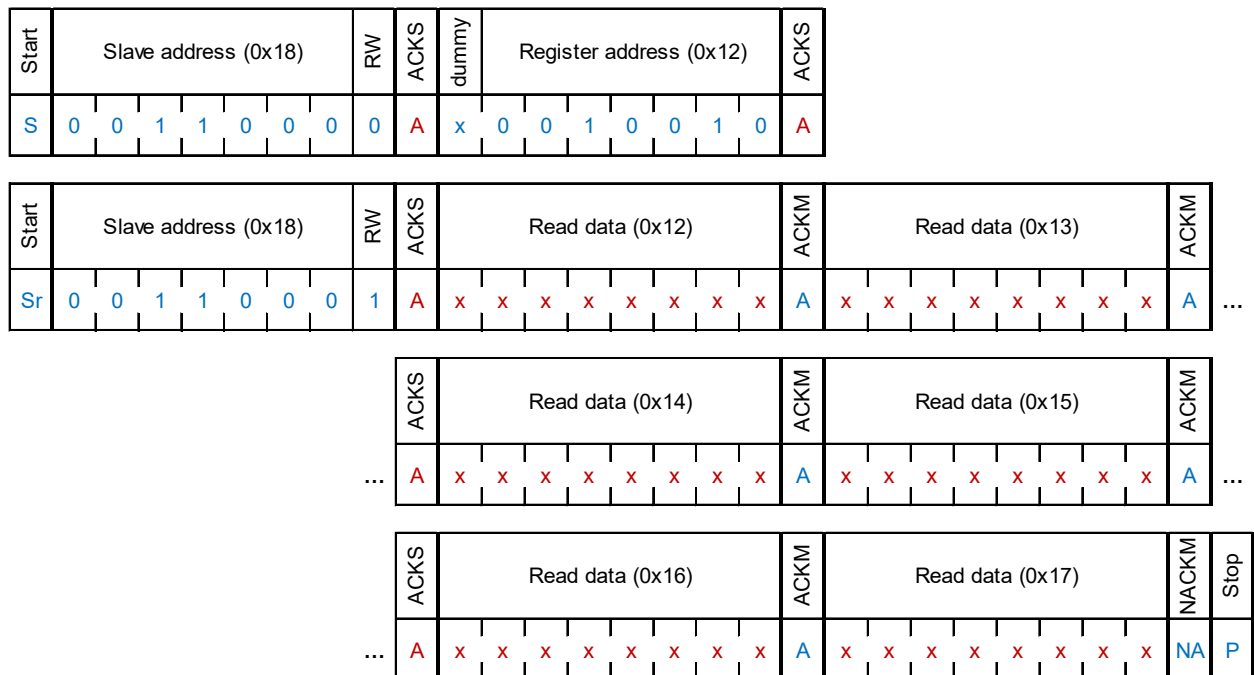 Start Slave address (0x18) RW ACKS dummy Register address (0x12) ACKS
S 0 0 1 1 0 0 0 0 A x 0 0 1 0 0 1 0 A
Start Slave address (0x18) RW ACKS Read data (0x12) ACKM Read data (0x13) ACKM
Sr 0 0 1 1 0 0 0 1 A x x x x x x x x A x x x x x x x x A ...
ACKS Read data (0x14) ACKM Read data (0x15) ACKM
... A x x x x x x x x A x x x x x x x x A ...
ACKS Read data (0x16) ACKM Read data (0x17) NACKM Stop
... A x x x x x x x x A x x x x x x x x NA P